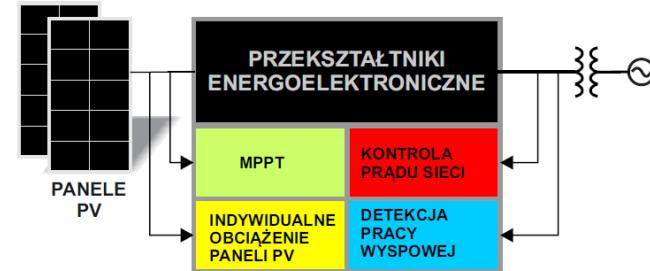 PRZEKSZTAŁTNIKI
ENERGOELEKTRONICZNE
MPPT
KONTROLA
PRĄDU SIECI
PANELE
PV
INDYWIDUALNE
OBCIĄŻENIE
PANELI PV
DETEKCJA
PRACY
WYSPOWEJ